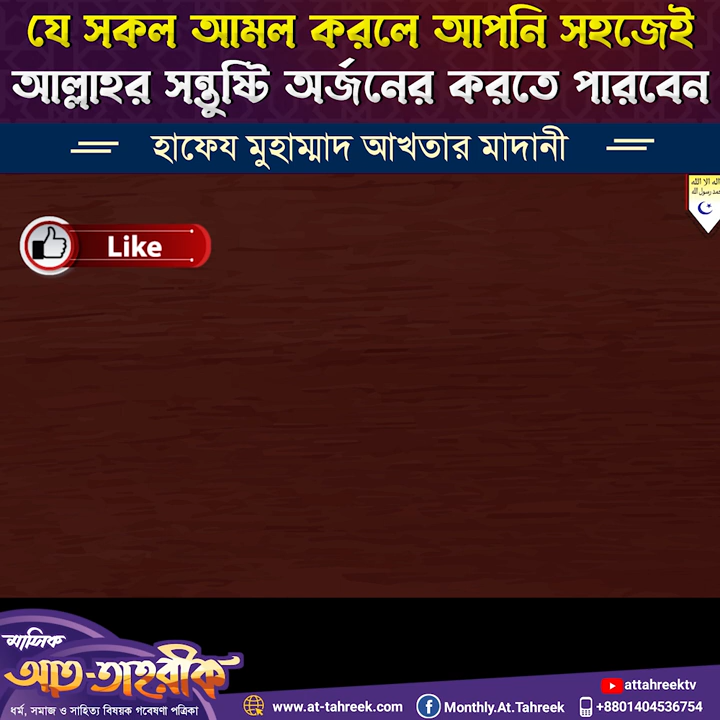 যে সকল আমল করলে আপনি সহজেই
আল্লাহর সন্তুষ্টি অর্জনের করতে পারবেন
হাফেয মুহাম্মাদ আখতার মাদানী
Like
মাসিক
আত-তাহরীক
ধর্ম, সমাজ ও সাহিত্য বিষয়ক গবেষণা পত্রিকা
www.at-tahreek.com
Monthly.At.Tahreek
attahreektv
+8801404536754